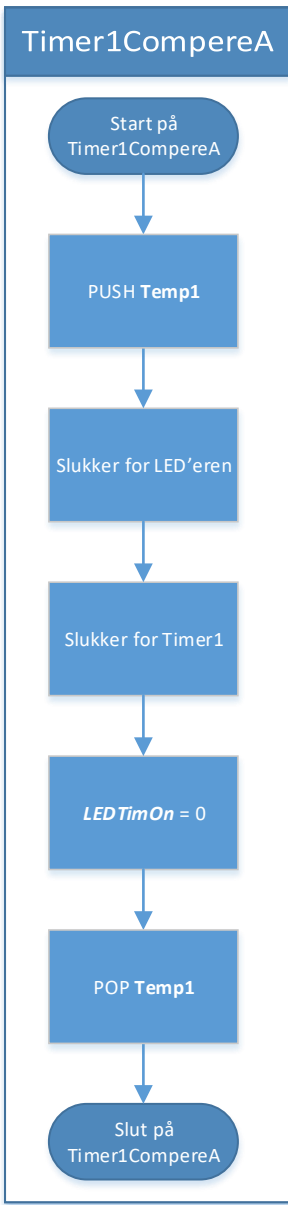 Timer1CompereA
Start på
Timer1CompereA
PUSH Temp1
Slukker for LED’eren
Slukker for Timer1
LEDTimOn = 0
POP Temp1
Slut på
Timer1CompereA